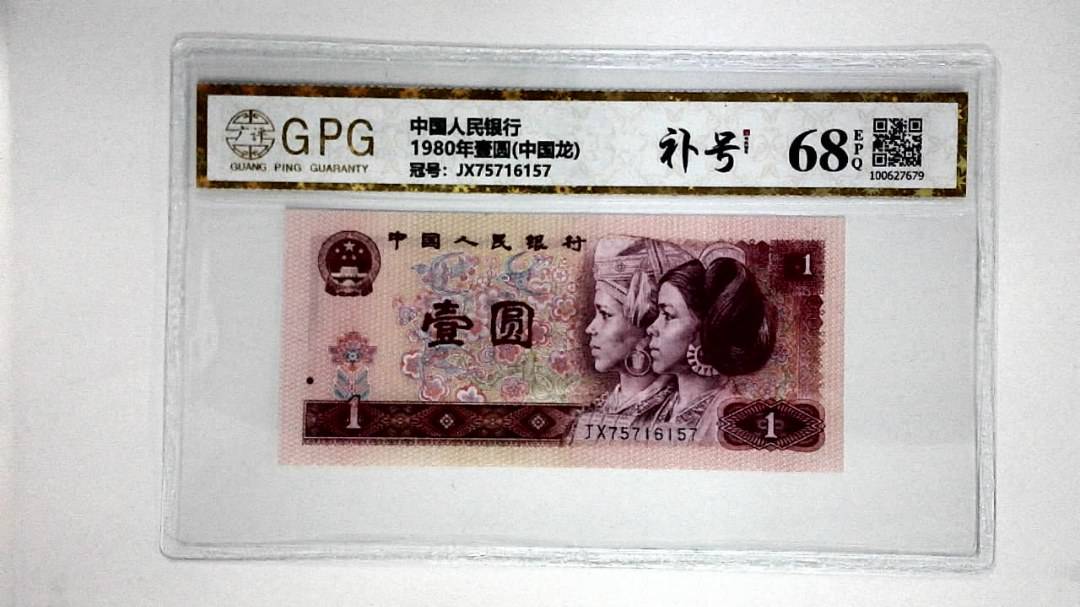 广评
GPG
GUANG PING GUARANTY
中国人民银行
1980年壹圆(中国龙)
冠号: JX75716157
补号
68
EPQ
100627679
中国人民银行
1
壹圆
1
JX75716157
1